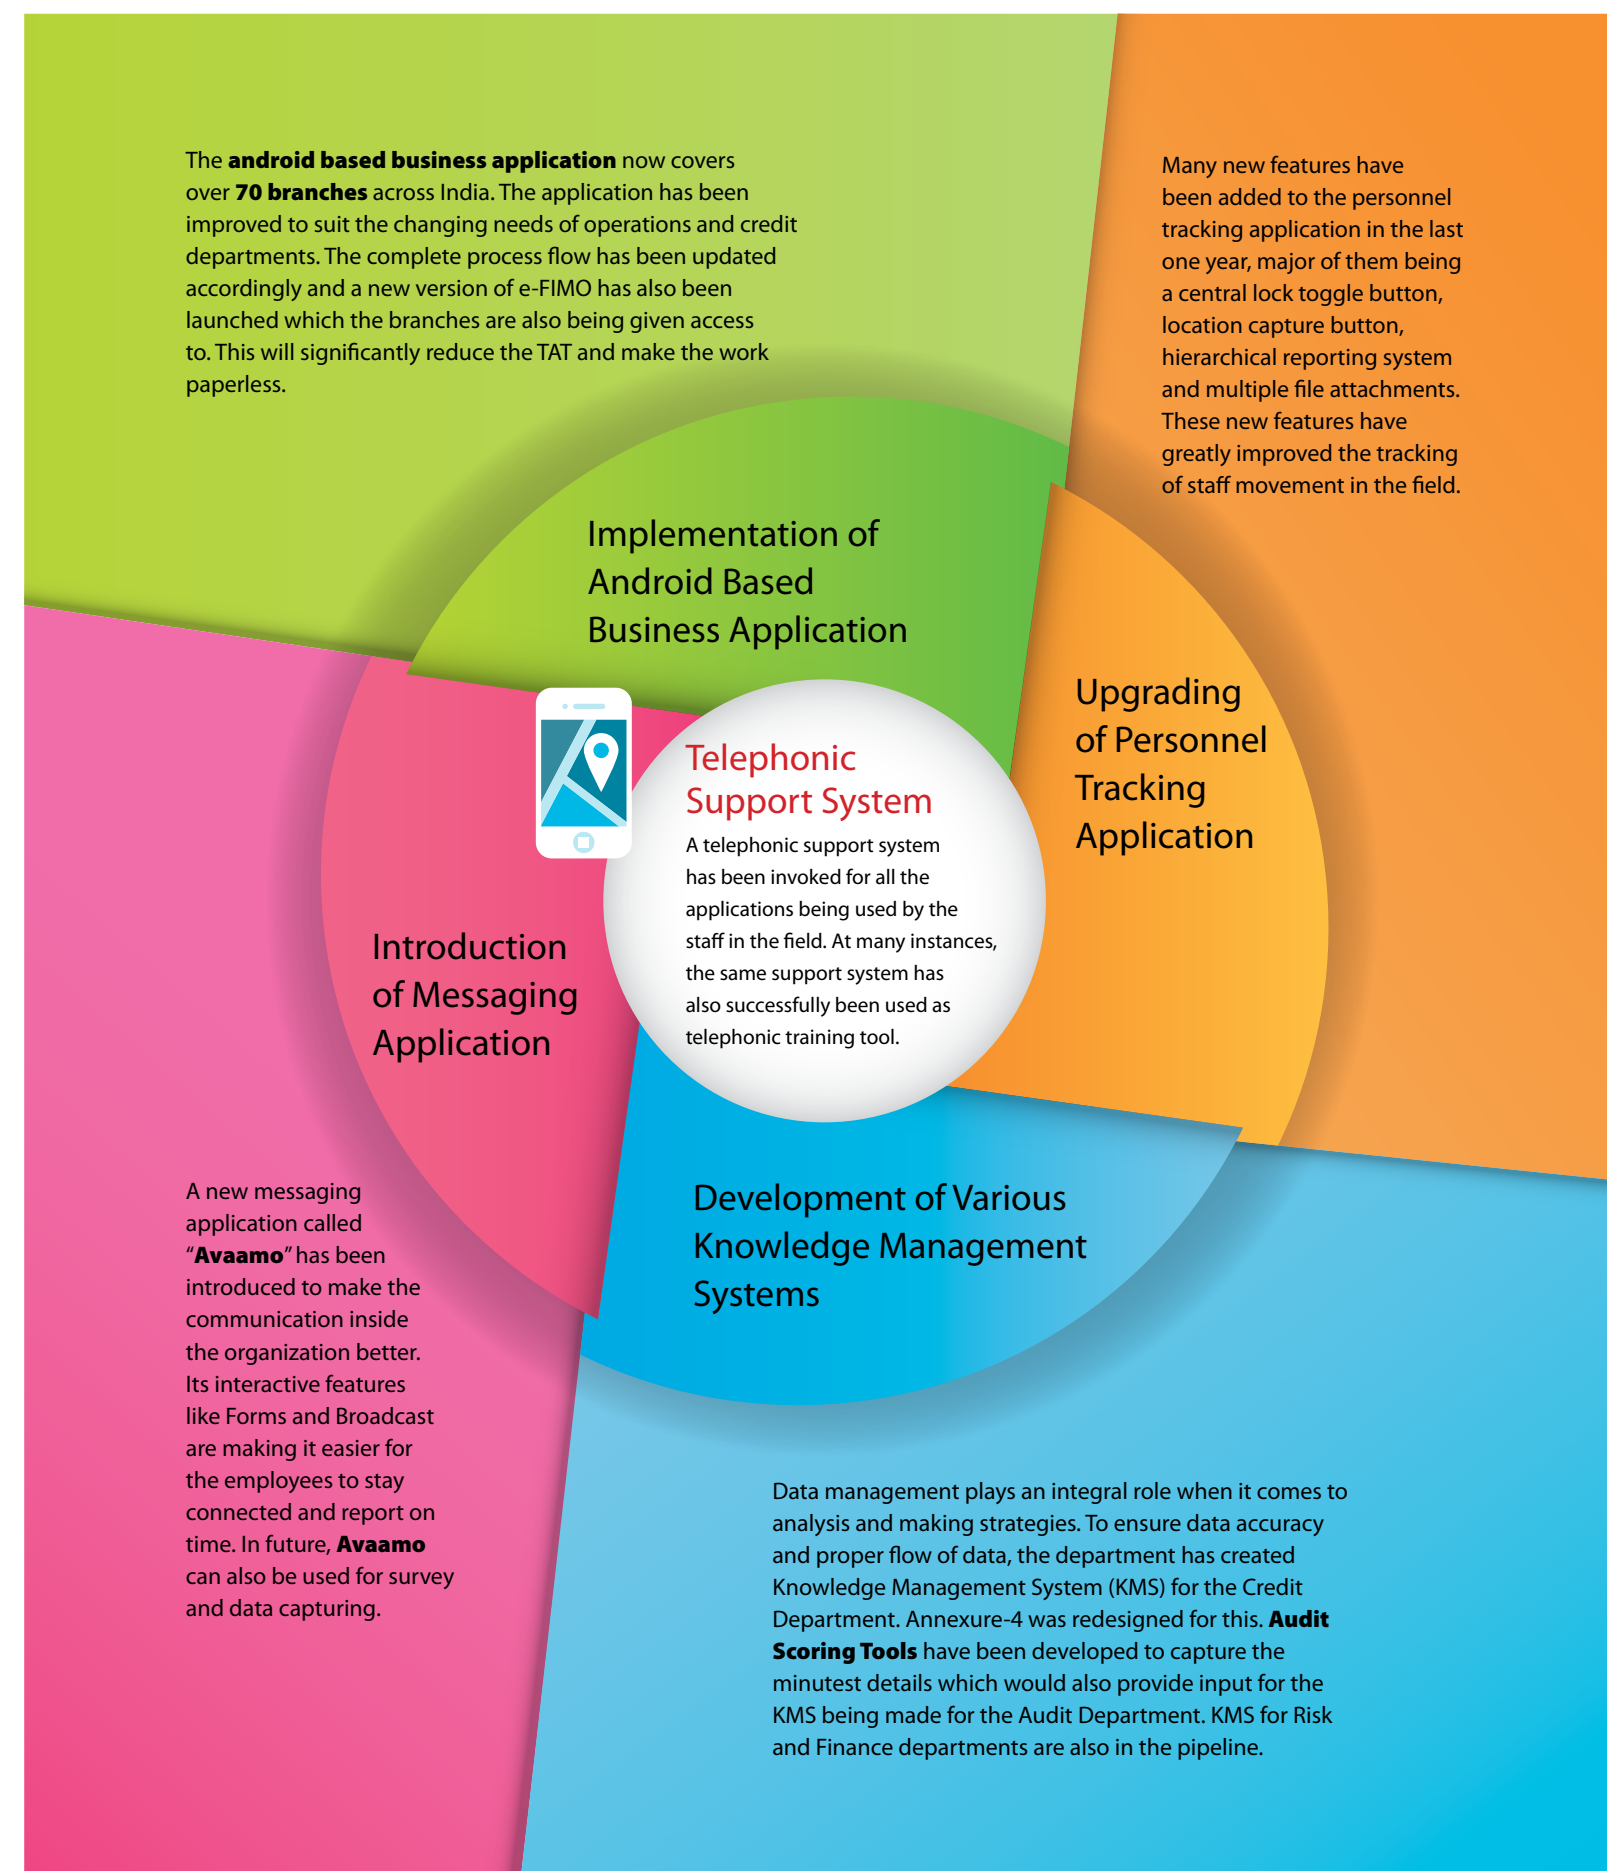 The android based business application now covers
over 70 branches across India. The application has been
improved to suit the changing needs of operations and credit
departments. The complete process flow has been updated
accordingly and a new version of e-FIMO has also been
launched which the branches are also being given access
to. This will significantly reduce the TAT and make the work
paperless.
Many new features have
been added to the personnel
tracking application in the last
one year, major of them being
a central lock toggle button,
location capture button,
hierarchical reporting system
and multiple file attachments.
These new features have
greatly improved the tracking
of staff movement in the field.
Implementation of
Android Based
Business Application
Upgrading
of Personnel
Tracking
Application
Telephonic
Support System
A telephonic support system
has been invoked for all the
applications being used by the
staff in the field. At many instances,
the same support system has
also successfully been used as
telephonic training tool.
Introduction
of Messaging
Application
Development of Various
Knowledge Management
Systems
A new messaging
application called
“Avaamo” has been
introduced to make the
communication inside
the organization better.
Its interactive features
like Forms and Broadcast
are making it easier for
the employees to stay
connected and report on
time. In future, Avaamo
can also be used for survey
and data capturing.
Data management plays an integral role when it comes to
analysis and making strategies. To ensure data accuracy
and proper flow of data, the department has created
Knowledge Management System (KMS) for the Credit
Department. Annexure-4 was redesigned for this. Audit
Scoring Tools have been developed to capture the
minutest details which would also provide input for the
KMS being made for the Audit Department. KMS for Risk
and Finance departments are also in the pipeline.